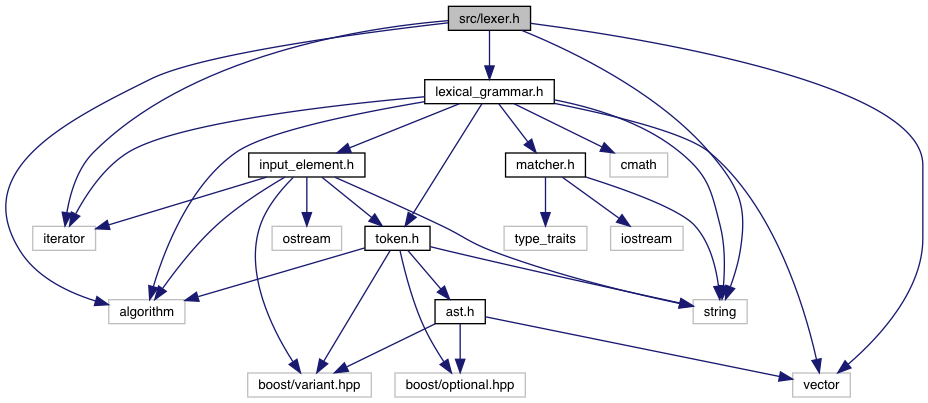 src/lexer.h
lexical_grammar.h
input_element.h
matcher.h
cmath
iterator
ostream
token.h
type_traits
iostream
algorithm
ast.h
string
boost/variant.hpp
boost/optional.hpp
vector